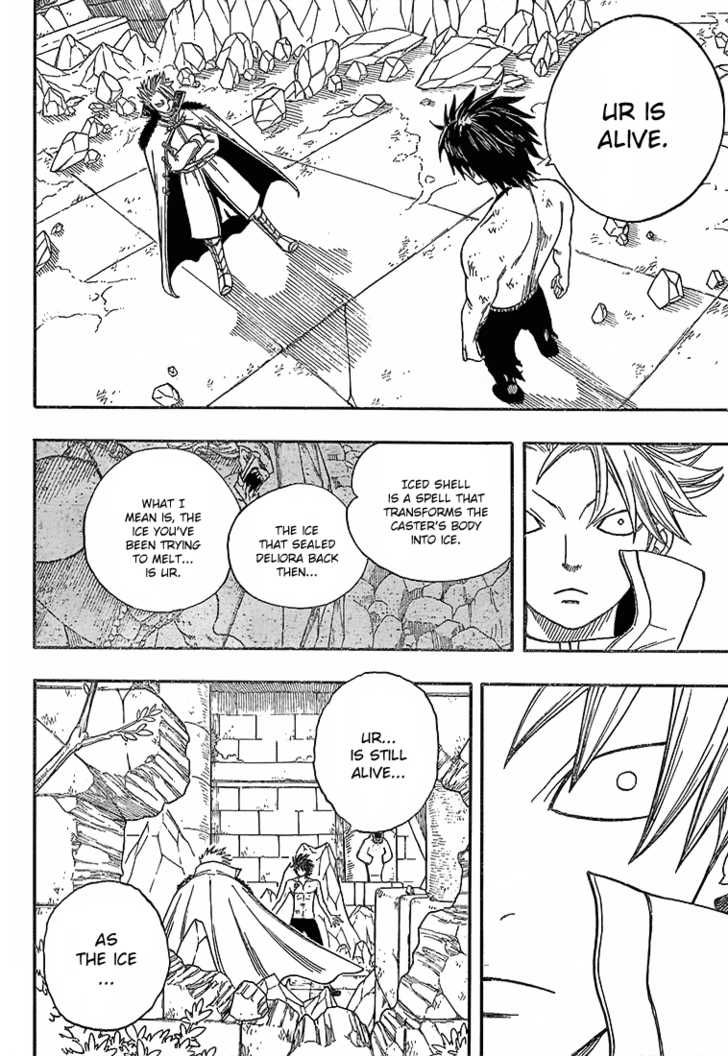 UR IS
ALIVE.
ICED SHELL
IS A SPELL THAT
TRANSFORMS THE
CASTER'S BODY
INTO ICE.
THE ICE
THAT SEALED
DELIORA BACK
THEN...
WHAT I
MEAN IS, THE
ICE YOU'VE
BEEN TRYING
TO MELT...
IS UR.
UR...
IS STILL
ALIVE...
AS
THE ICE
...